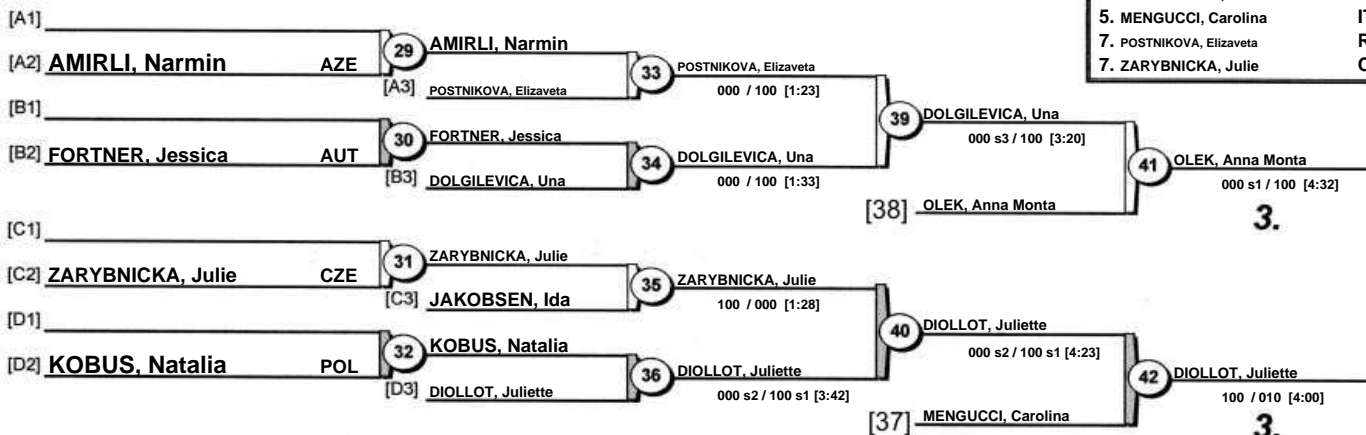 5. MENGUCCI, Carolina
7. POSTNIKOVA, Elizaveta
7. ZARYBNICKA, Julie
[A1]
[A2] AMIRLI, Narmin AZE
29
AMIRLI, Narmin
[A3] POSTNIKOVA, Elizaveta
33
POSTNIKOVA, Elizaveta
000 / 100 [1:23]
[B1]
[B2] FORTNER, Jessica AUT
30
FORTNER, Jessica
[B3] DOLGILEVICA, Una
34
DOLGILEVICA, Una
000 / 100 [1:33]
39
DOLGILEVICA, Una
000 s3 / 100 [3:20]
[38] OLEK, Anna Monta
41
OLEK, Anna Monta
000 s1 / 100 [4:32]
3.
[C1]
[C2] ZARYBNICKA, Julie CZE
31
ZARYBNICKA, Julie
[C3] JAKOBSEN, Ida
35
ZARYBNICKA, Julie
100 / 000 [1:28]
[D1]
[D2] KOBUS, Natalia POL
32
KOBUS, Natalia
[D3] DIOLLOT, Juliette
36
DIOLLOT, Juliette
000 s2 / 100 s1 [3:42]
40
DIOLLOT, Juliette
000 s2 / 100 s1 [4:23]
[37] MENGUCCI, Carolina
42
DIOLLOT, Juliette
100 / 010 [4:00]
3.